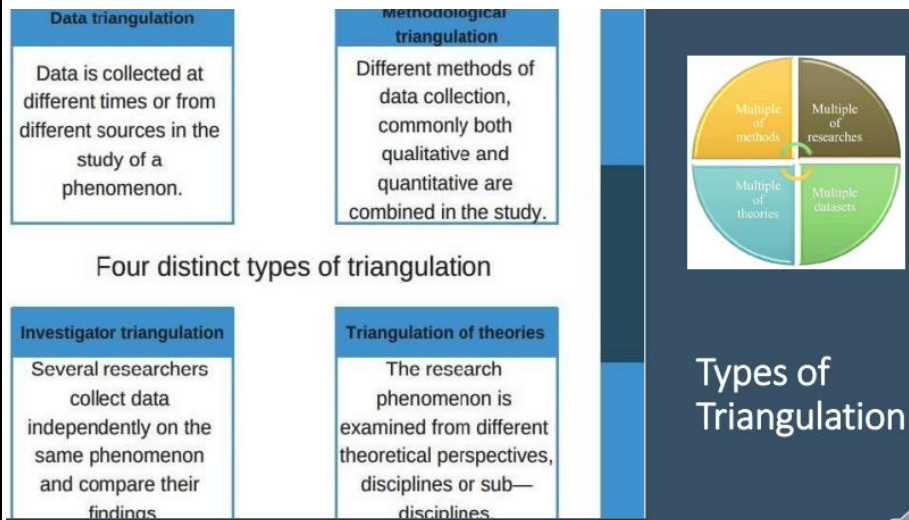 Data triangulation
Data is collected at
different times or from
different sources in the
study of a
phenomenon.
Methodological
triangulation
Different methods of
data collection,
commonly both
qualitative and
quantitative are
combined in the study.
Four distinct types of triangulation
Investigator triangulation
Several researchers
collect data
independently on the
same phenomenon
and compare their
findings
Triangulation of theories
The research
phenomenon is
examined from different
theoretical perspectives,
disciplines or sub—
disciplines.
Multiple
of
methods
Multiple
of
researches
Multiple
of
theories
Multiple
datasets
Types of
Triangulation